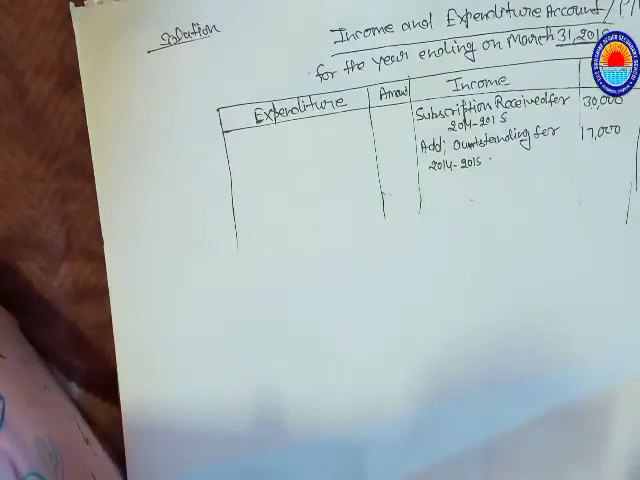 Solution
Income and Expenditure Account/
for the year ending on March 31, 201
Expenditure Amou Income
Subscription Received for 30,000
2014-2015
Add; Outstanding for 17,000
2014-2015.